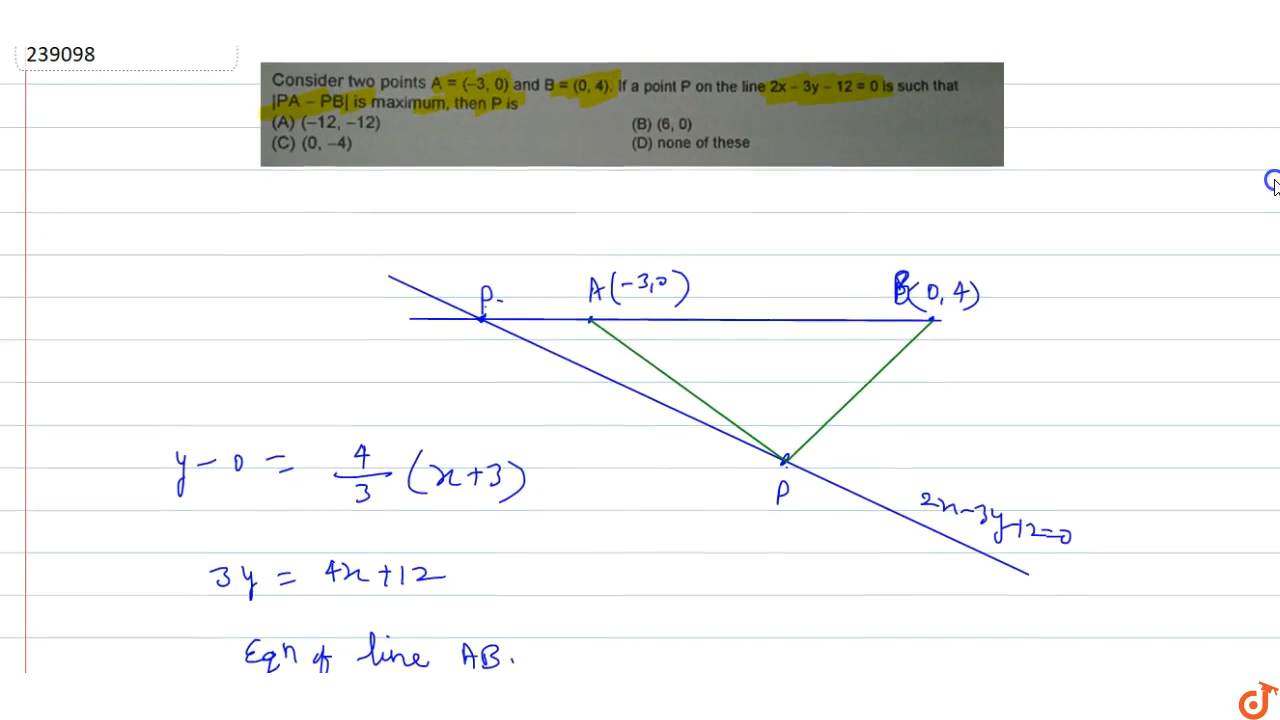 239098
Consider two points A = (–3, 0) and B = (0, 4). If a point P on the line 2x – 3y – 12 = 0 is such that
|PA – PB| is maximum, then P is
(A) (–12, –12) (B) (6, 0)
(C) (0, –4) (D) none of these
P A(-3,0) B(0, 4)
y - 0 = 4/3 (x+3)
P
2x-3y-12=0
3y = 4x+12
Eqn of line AB.